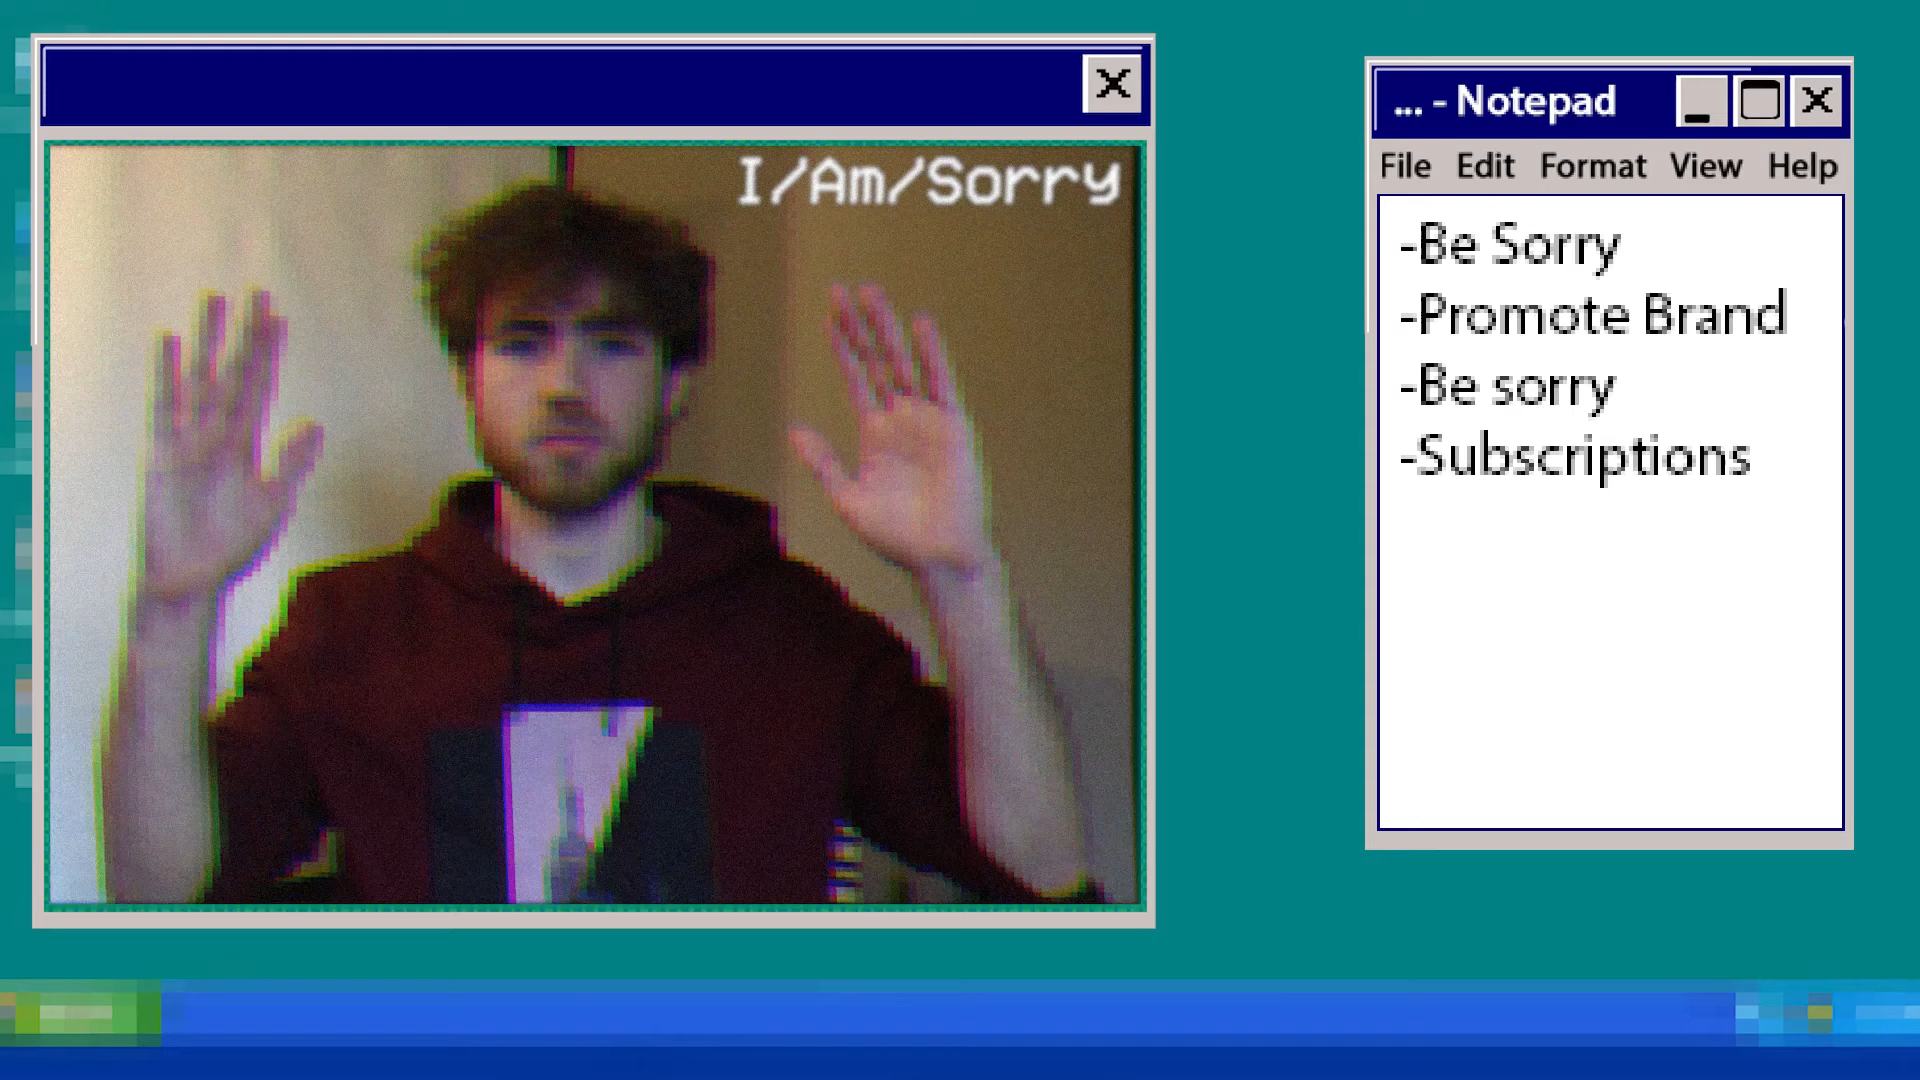 I/Am/Sorry
... - Notepad
File Edit Format View Help
-Be Sorry
-Promote Brand
-Be sorry
-Subscriptions